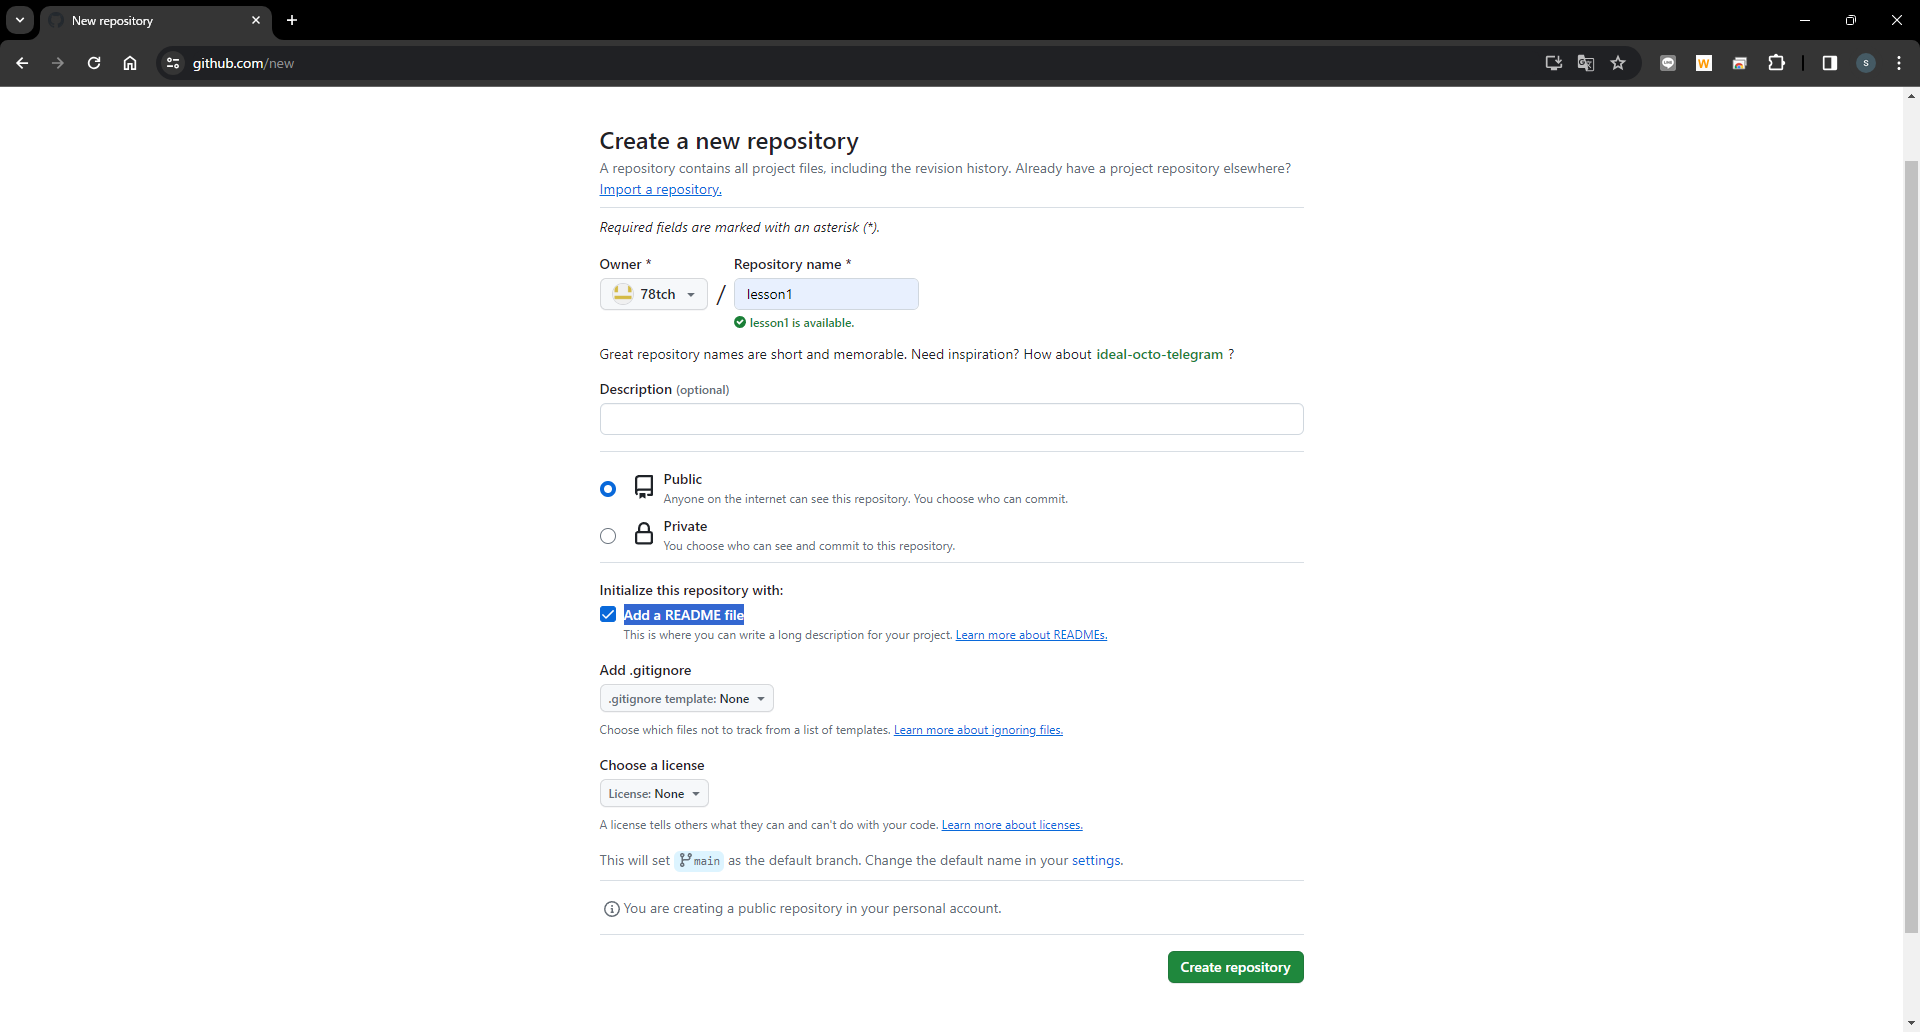 New repository
github.com/new
W
S
Create a new repository
A repository contains all project files, including the revision history. Already have a project repository elsewhere?
Import a repository.
Required fields are marked with an asterisk (*).
Owner *
Repository name *
78tch
/
lesson1
lesson1 is available.
Great repository names are short and memorable. Need inspiration? How about ideal-octo-telegram ?
Description (optional)
Public
Anyone on the internet can see this repository. You choose who can commit.
Private
You choose who can see and commit to this repository.
Initialize this repository with:
Add a README file
This is where you can write a long description for your project. Learn more about READMEs.
Add .gitignore
.gitignore template: None
Choose which files not to track from a list of templates. Learn more about ignoring files.
Choose a license
License: None
A license tells others what they can and can't do with your code. Learn more about licenses.
This will set main as the default branch. Change the default name in your settings.
You are creating a public repository in your personal account.
Create repository